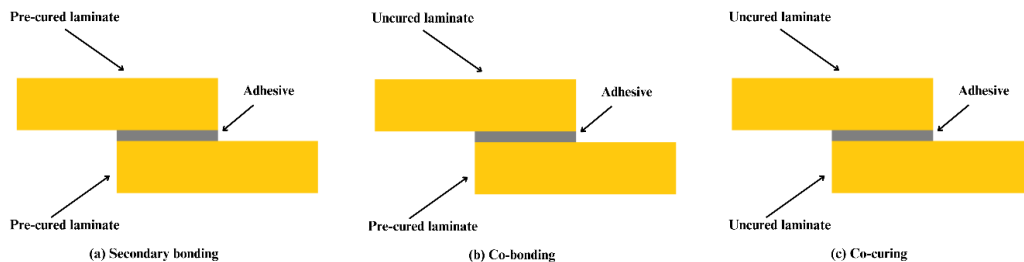 Pre-cured laminate
Adhesive
Pre-cured laminate
(a) Secondary bonding
Uncured laminate
Adhesive
Pre-cured laminate
(b) Co-bonding
Uncured laminate
Adhesive
Uncured laminate
(c) Co-curing